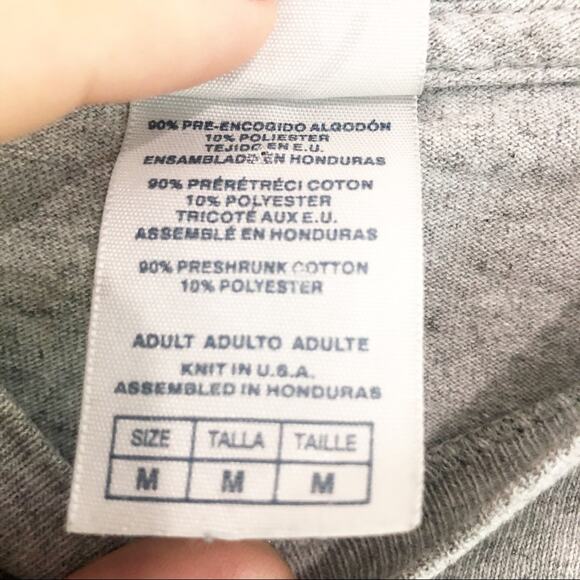 90% PRE-ENCOGIDO ALGODÓN
10% POLIESTER
TEJIDO EN E.U.
ENSAMBLADO EN HONDURAS
90% PRÉRÉTRÉCI COTON
10% POLYESTER
TRICOTÉ AUX E.U.
ASSEMBLÉ EN HONDURAS
90% PRESHRUNK COTTON
10% POLYESTER
ADULT ADULTO ADULTE
KNIT IN U.S.A.
ASSEMBLED IN HONDURAS
SIZE TALLA TAILLE
M M M